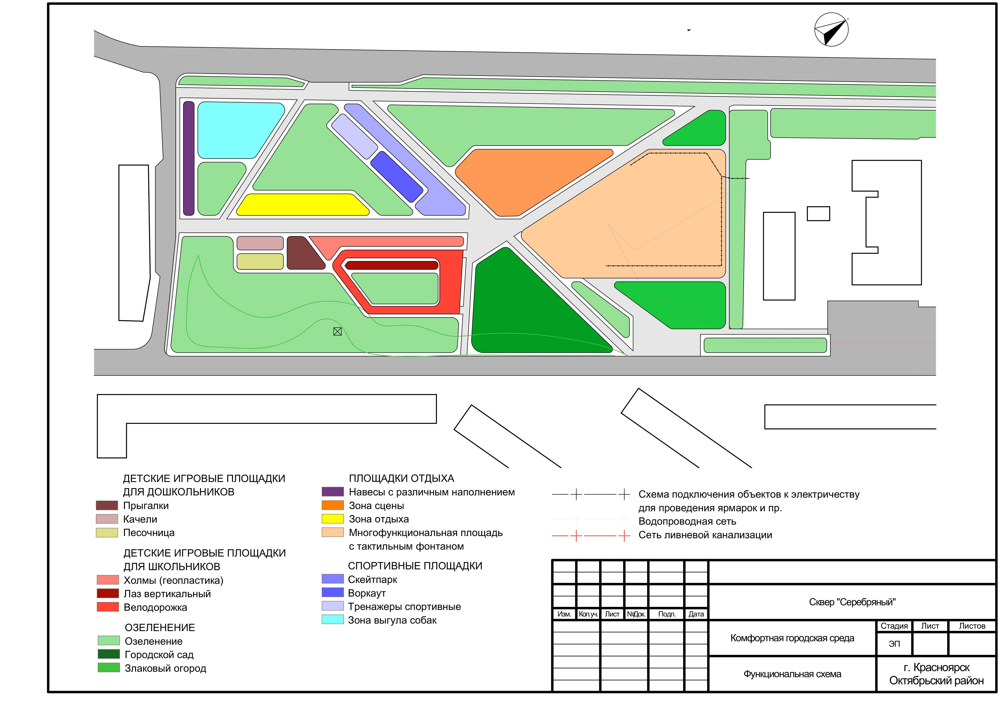 С
ДЕТСКИЕ ИГРОВЫЕ ПЛОЩАДКИ
ДЛЯ ДОШКОЛЬНИКОВ
Прыгалки
Качели
Песочница
ДЕТСКИЕ ИГРОВЫЕ ПЛОЩАДКИ
ДЛЯ ШКОЛЬНИКОВ
Холмы (геопластика)
Лаз вертикальный
Велодорожка
ОЗЕЛЕНЕНИЕ
Озеленение
Городской сад
Злаковый огород
ПЛОЩАДКИ ОТДЫХА
Навесы с различным наполнением
Зона сцены
Зона отдыха
Многофункциональная площадь
с тактильным фонтаном
СПОРТИВНЫЕ ПЛОЩАДКИ
Скейтпарк
Воркаут
Тренажеры спортивные
Зона выгула собак
Схема подключения объектов к электричеству
для проведения ярмарок и пр.
Водопроводная сеть
Сеть ливневой канализации
Сквер "Серебряный"
Изм. Кол.уч. Лист №Док. Подп. Дата
Комфортная городская среда
Стадия Лист Листов
ЭП
Функциональная схема
г. Красноярск
Октябрьский район